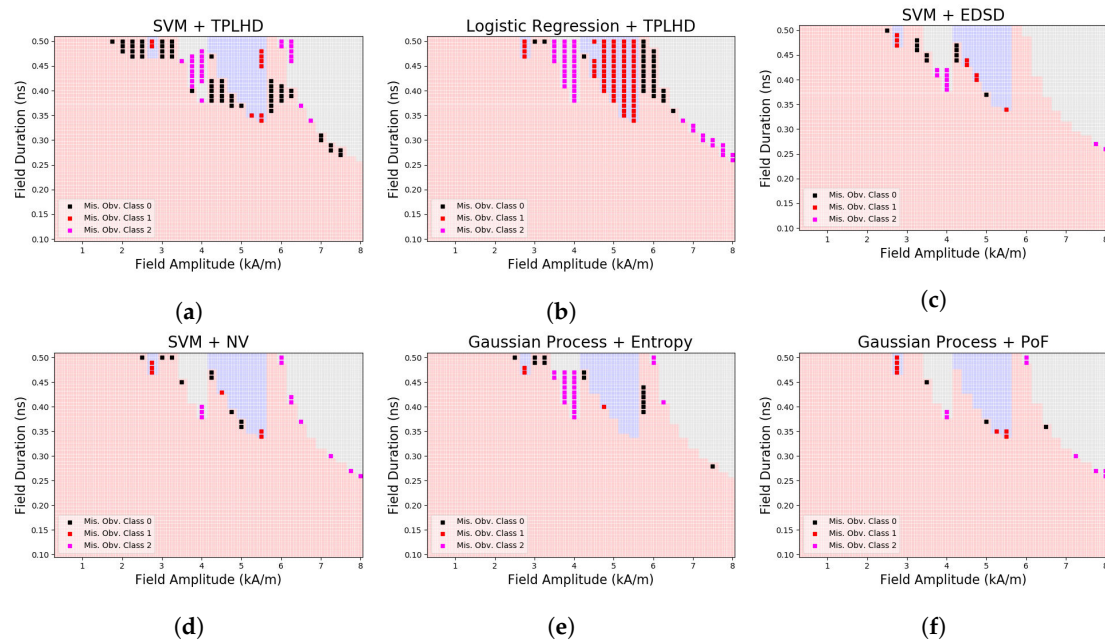 SVM + TPLHD
Logistic Regression + TPLHD
SVM + EDSD
Field Duration (ns)
0.50
0.45
0.40
0.35
0.30
0.25
0.20
0.15
0.10
Mis. Obv. Class 0
Mis. Obv. Class 1
Mis. Obv. Class 2
1 2 3 4 5 6 7 8
Field Amplitude (kA/m)
Field Duration (ns)
0.50
0.45
0.40
0.35
0.30
0.25
0.20
0.15
0.10
Mis. Obv. Class 0
Mis. Obv. Class 1
Mis. Obv. Class 2
1 2 3 4 5 6 7 8
Field Amplitude (kA/m)
Field Duration (ns)
0.50
0.45
0.40
0.35
0.30
0.25
0.20
0.15
0.10
Mis. Obv. Class 0
Mis. Obv. Class 1
Mis. Obv. Class 2
1 2 3 4 5 6 7 8
Field Amplitude (kA/m)
(a)
(b)
(c)
SVM + NV
Gaussian Process + Entropy
Gaussian Process + PoF
Field Duration (ns)
0.50
0.45
0.40
0.35
0.30
0.25
0.20
0.15
0.10
Mis. Obv. Class 0
Mis. Obv. Class 1
Mis. Obv. Class 2
1 2 3 4 5 6 7 8
Field Amplitude (kA/m)
Field Duration (ns)
0.50
0.45
0.40
0.35
0.30
0.25
0.20
0.15
0.10
Mis. Obv. Class 0
Mis. Obv. Class 1
Mis. Obv. Class 2
1 2 3 4 5 6 7 8
Field Amplitude (kA/m)
Field Duration (ns)
0.50
0.45
0.40
0.35
0.30
0.25
0.20
0.15
0.10
Mis. Obv. Class 0
Mis. Obv. Class 1
Mis. Obv. Class 2
1 2 3 4 5 6 7 8
Field Amplitude (kA/m)
(d)
(e)
(f)